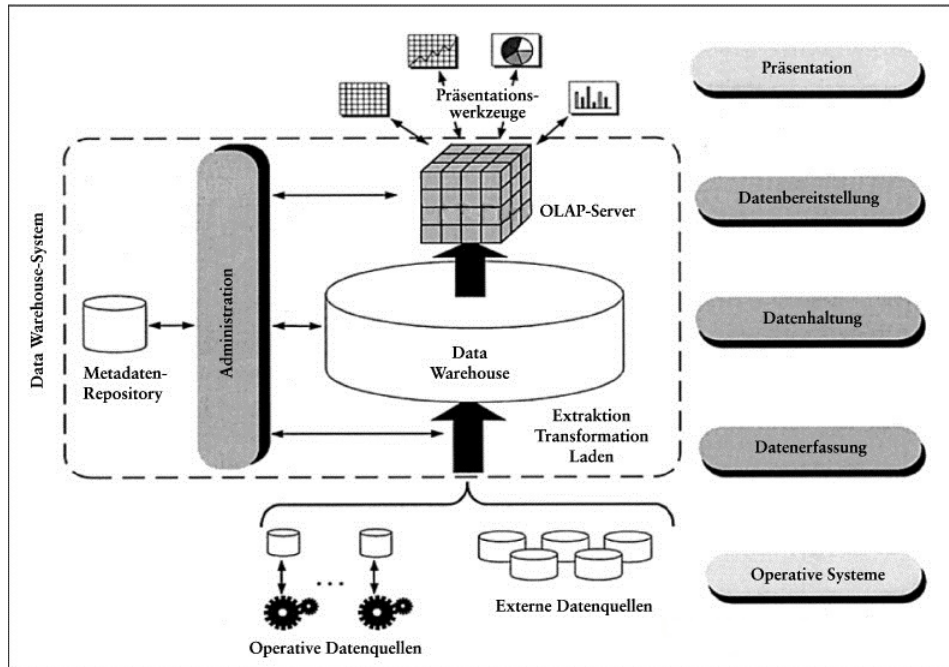 Präsentations-
werkzeuge
Präsentation
OLAP-Server
Datenbereitstellung
Data Warehouse-System
Administration
Metadaten-
Repository
Data
Warehouse
Datenhaltung
Extraktion
Transformation
Laden
Datenerfassung
Operative Datenquellen
Externe Datenquellen
Operative Systeme